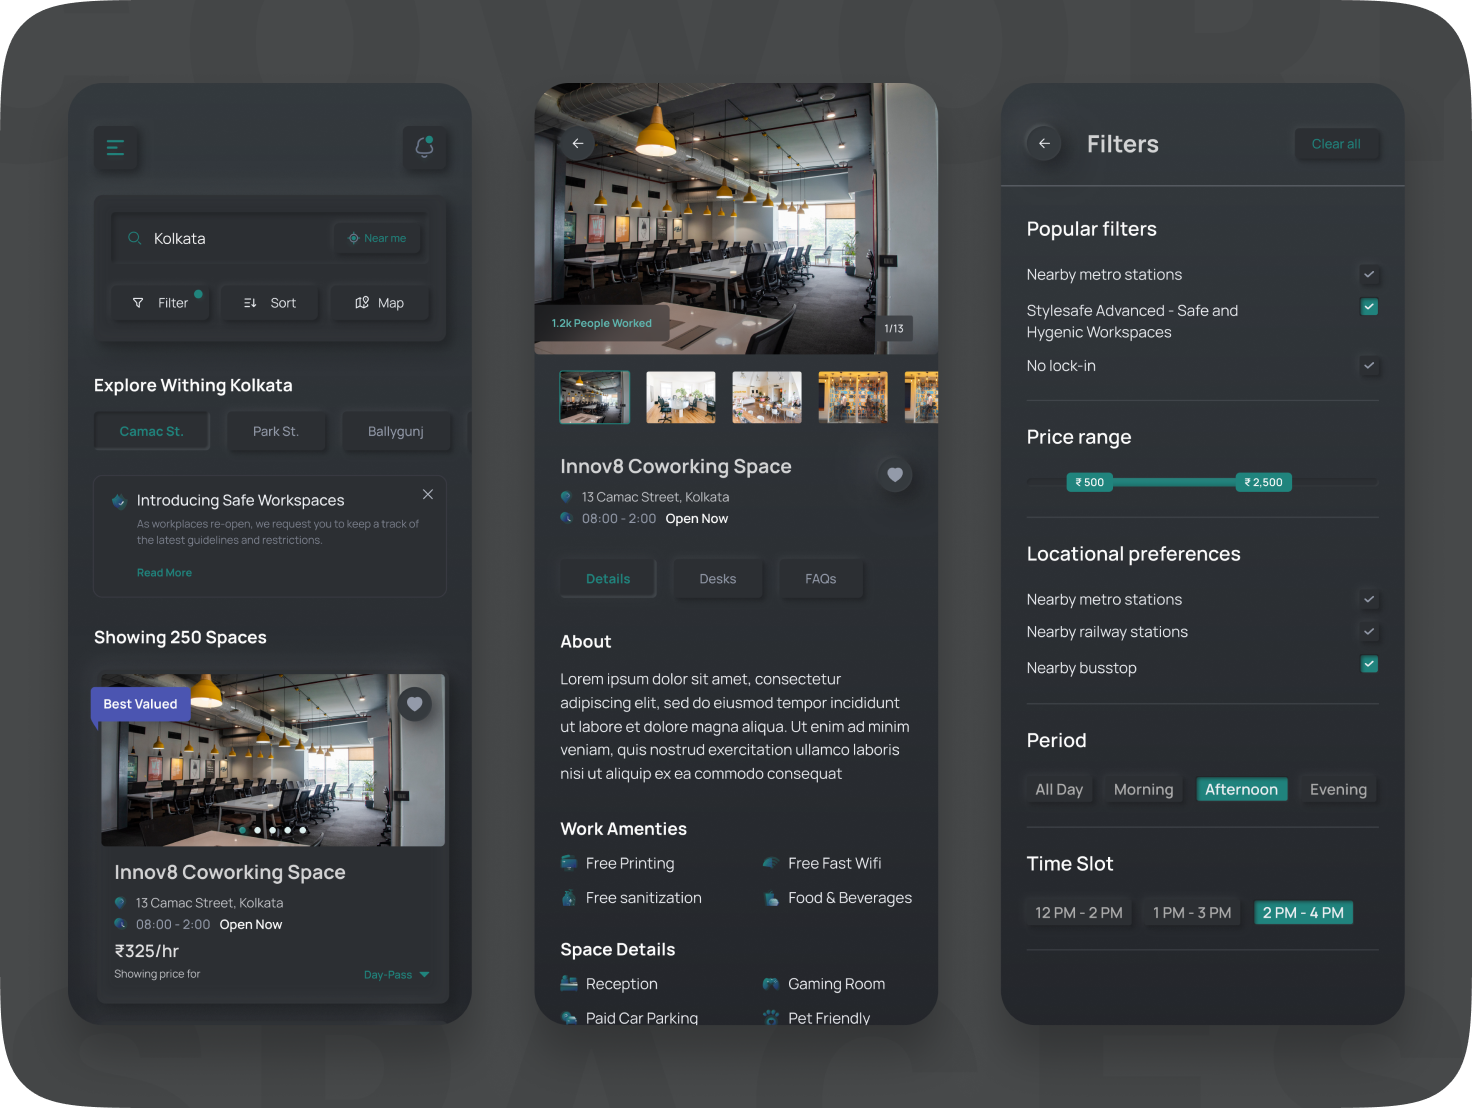 COWORK
Kolkata
Near me
Filter
Sort
Map
Explore Withing Kolkata
Camac St.
Park St.
Ballygunj
Introducing Safe Workspaces
As workplaces re-open, we request you to keep a track of
the latest guidelines and restrictions.
Read More
Showing 250 Spaces
Best Valued
Innov8 Coworking Space
13 Camac Street, Kolkata
08:00 - 2:00 Open Now
₹325/hr
Showing price for
Day-Pass
1.2k People Worked
1/13
Innov8 Coworking Space
13 Camac Street, Kolkata
08:00 - 2:00 Open Now
Details
Desks
FAQs
About
Lorem ipsum dolor sit amet, consectetur
adipiscing elit, sed do eiusmod tempor incididunt
ut labore et dolore magna aliqua. Ut enim ad minim
veniam, quis nostrud exercitation ullamco laboris
nisi ut aliquip ex ea commodo consequat
Work Amenties
Free Printing
Free Fast Wifi
Free sanitization
Food & Beverages
Space Details
Reception
Gaming Room
Paid Car Parking
Pet Friendly
Filters
Clear all
Popular filters
Nearby metro stations
Stylesafe Advanced - Safe and
Hygenic Workspaces
No lock-in
Price range
₹ 500
₹ 2,500
Locational preferences
Nearby metro stations
Nearby railway stations
Nearby busstop
Period
All Day
Morning
Afternoon
Evening
Time Slot
12 PM - 2 PM
1 PM - 3 PM
2 PM - 4 PM
SPACES